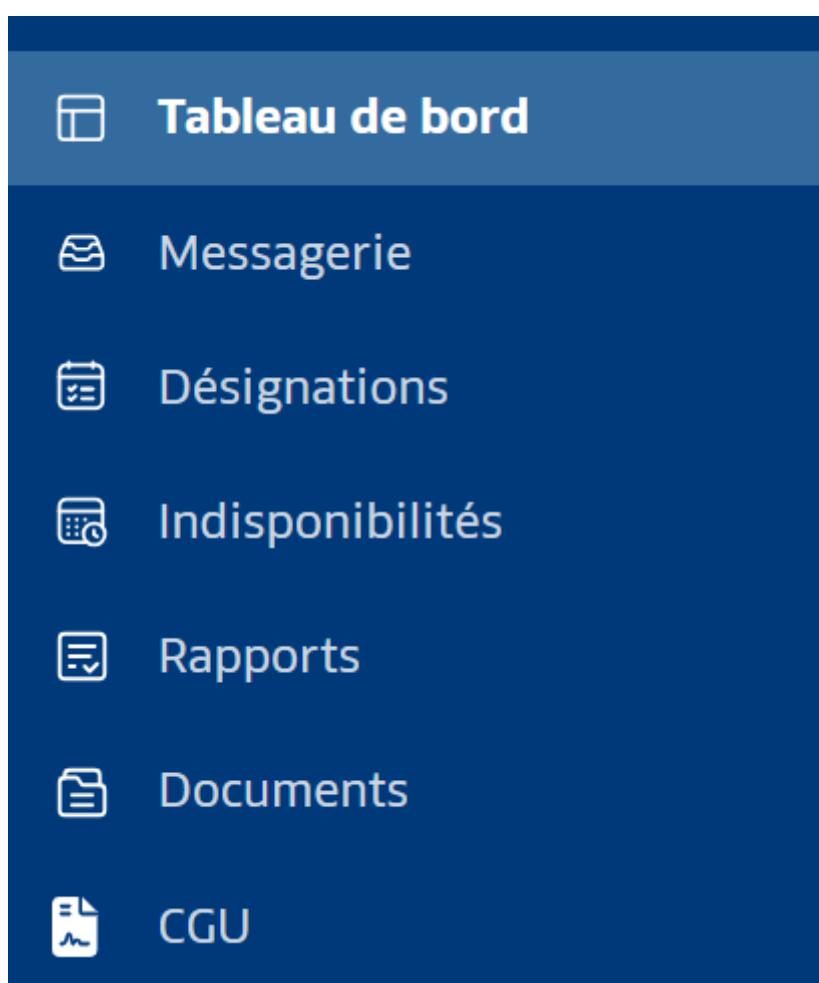 Tableau de bord
Messagerie
Désignations
Indisponibilités
Rapports
Documents
CGU